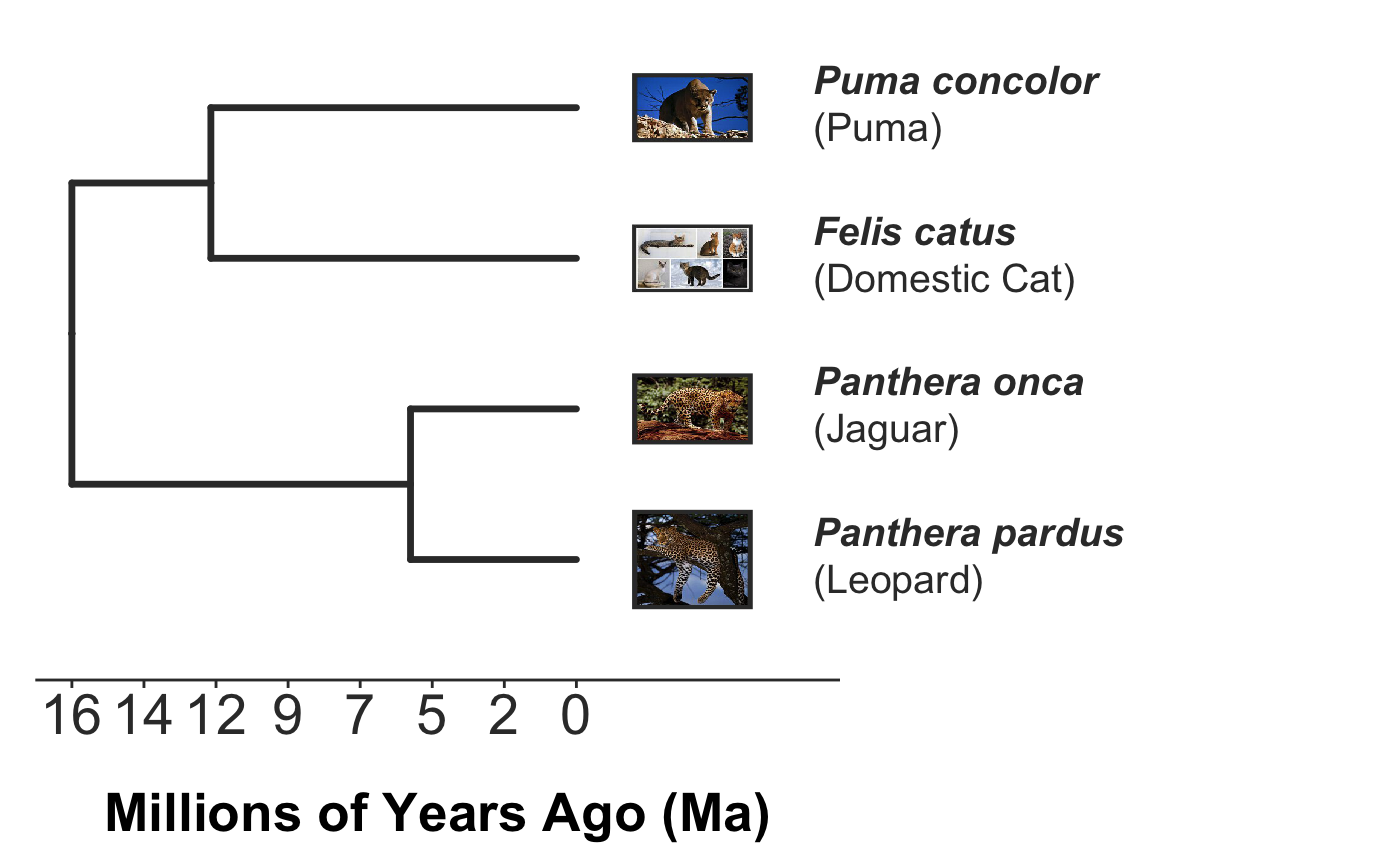 Puma concolor
(Puma)
Felis catus
(Domestic Cat)
Panthera onca
(Jaguar)
Panthera pardus
(Leopard)
16 14 12 9 7 5 2 0
Millions of Years Ago (Ma)